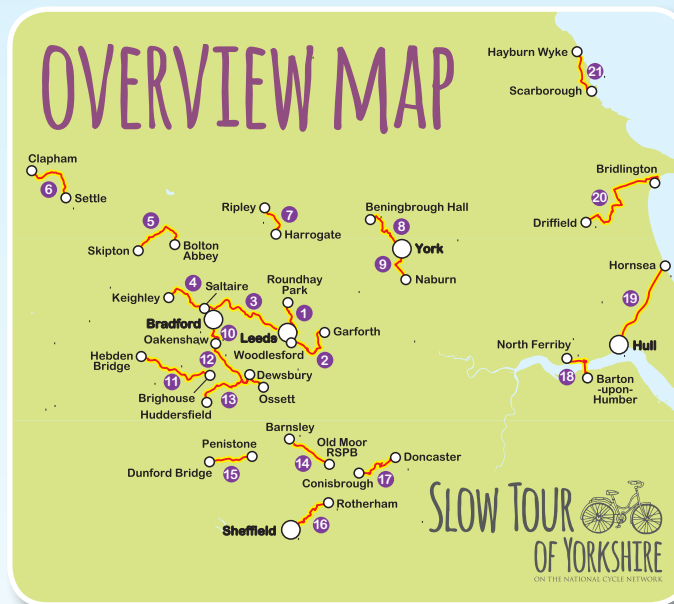 OVERVIEW MAP
Hayburn Wyke
21
Scarborough
Clapham
6
Settle
Bridlington
20
Driffield
5
Skipton
Bolton
Abbey
Ripley
7
Harrogate
Beningbrough Hall
8
York
9
Naburn
Hornsea
19
Hull
North Ferriby
18
Barton
-upon-
Humber
4
Saltaire
Keighley
3
Roundhay
Park
1
Bradford
10
Leeds
Garforth
Oakenshaw
Woodlesford
2
Hebden
Bridge
12
11
Dewsbury
Brighouse
13
Ossett
Huddersfield
Barnsley
Penistone
Old Moor
RSPB
14
Dunford Bridge
15
Doncaster
Conisbrough
17
Rotherham
Sheffield
16
SLOW TOUR
OF YORKSHIRE
ON THE NATIONAL CYCLE NETWORK